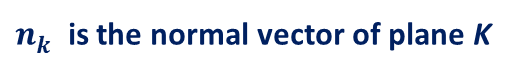 n_k is the normal vector of plane K